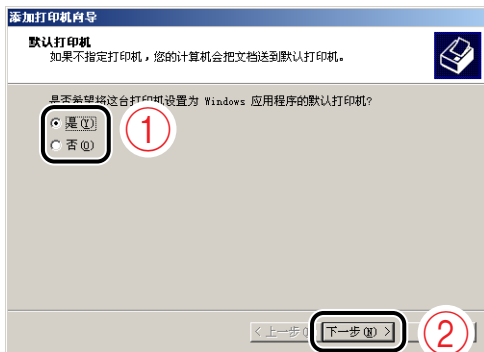 添加打印机向导
默认打印机
如果不指定打印机，您的计算机会把文档送到默认打印机。
是否希望将这台打印机设置为 Windows 应用程序的默认打印机?
是(Y)
否(O)
1
<上一步(
下一步(N) >
2